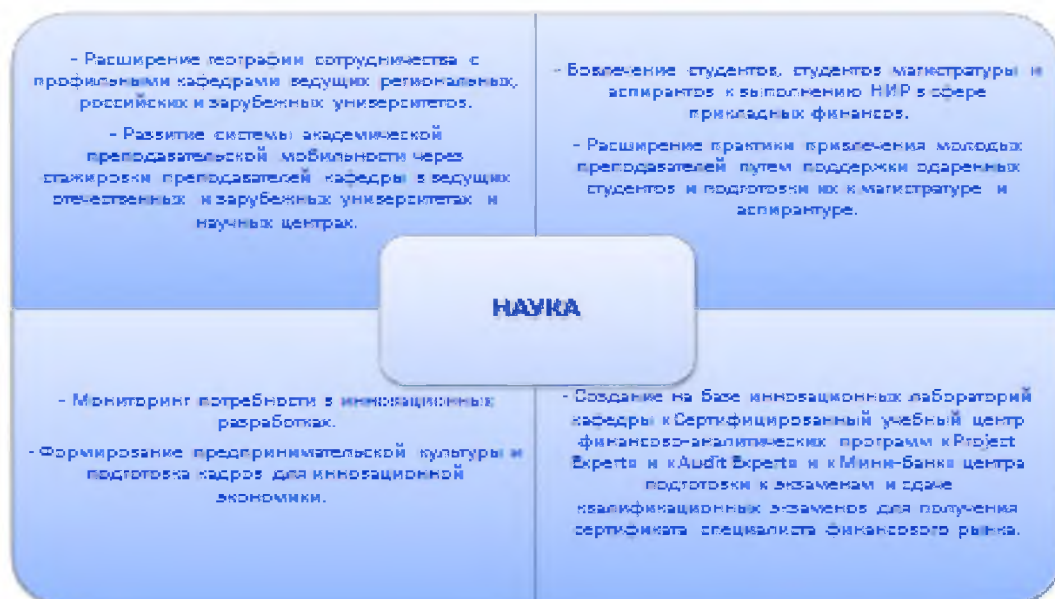 - Расширение географии сотрудничества с
профильными кафедрами ведущих региональных,
российских и зарубежных университетов.
- Развитие системы академической
преподавательской мобильности через
стажировки преподавателей кафедры в ведущих
отечественных и зарубежных университетах и
научных центрах.
- Вовлечение студентов, студентов магистратуры и
аспирантов к выполнению НИР в сфере
прикладных финансов.
- Расширение практики привлечения молодых
преподавателей путем поддержки одаренных
студентов и подготовки их к магистратуре и
аспирантуре.
НАУКА
- Мониторинг потребности в инновационных
разработках.
- Формирование предпринимательской культуры и
подготовка кадров для инновационной
экономики.
- Создание на базе инновационных лабораторий
кафедры «Сертифицированный учебный центр
финансово-аналитических программ «Project
Expert» и «Audit Expert» и «Мини-банк» центра
подготовки к экзаменам и сдаче
квалификационных экзаменов для получения
сертификата специалиста финансового рынка.